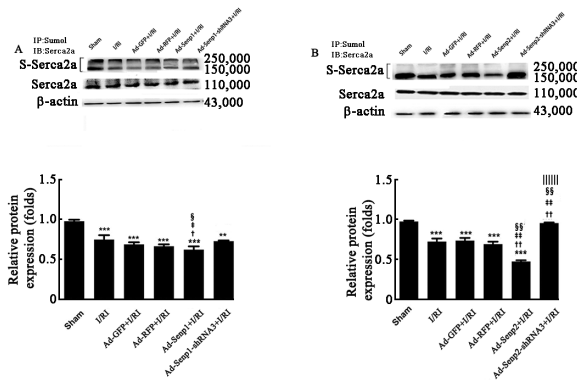 A
IP:Sumol
IB:Serca2a
Sham
I/RI
Ad-GFP+I/RI
Ad-RFP+I/RI
Ad-Senp1+I/RI
Ad-Senp1-shRNA3+I/RI
S-Serca2a
250,000
150,000
Serca2a
110,000
β-actin
43,000
Relative protein
expression (folds)
1.5
1.0
0.5
0
***
***
***
§
‡
†
***
**
Sham
I/RI
Ad-GFP+I/RI
Ad-RFP+I/RI
Ad-Senp1+I/RI
Ad-Senp1-shRNA3+I/RI
B
IP:Sumol
IB:Serca2a
Sham
I/RI
Ad-GFP+I/RI
Ad-RFP+I/RI
Ad-Senp2+I/RI
Ad-Senp2-shRNA3+I/RI
S-Serca2a
250,000
150,000
Serca2a
110,000
β-actin
43,000
Relative protein
expression (folds)
1.5
1.0
0.5
0
***
***
***
§§
‡‡
††
***
||||||
§§
‡‡
††
Sham
I/RI
Ad-GFP+I/RI
Ad-RFP+I/RI
Ad-Senp2+I/RI
Ad-Senp2-shRNA3+I/RI